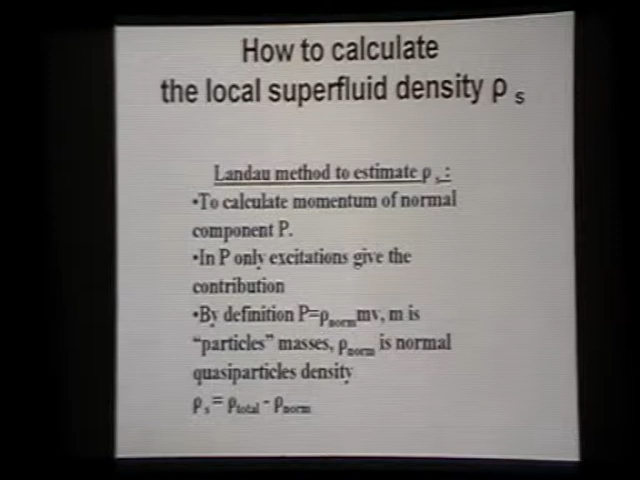 How to calculate
the local superfluid density ρ s
Landau method to estimate ρ s :
•To calculate momentum of normal
component P.
•In P only excitations give the
contribution
•By definition P=ρnormmv, m is
“particles” masses, ρnorm is normal
quasiparticles density
ρ s = ρtotal - ρnorm